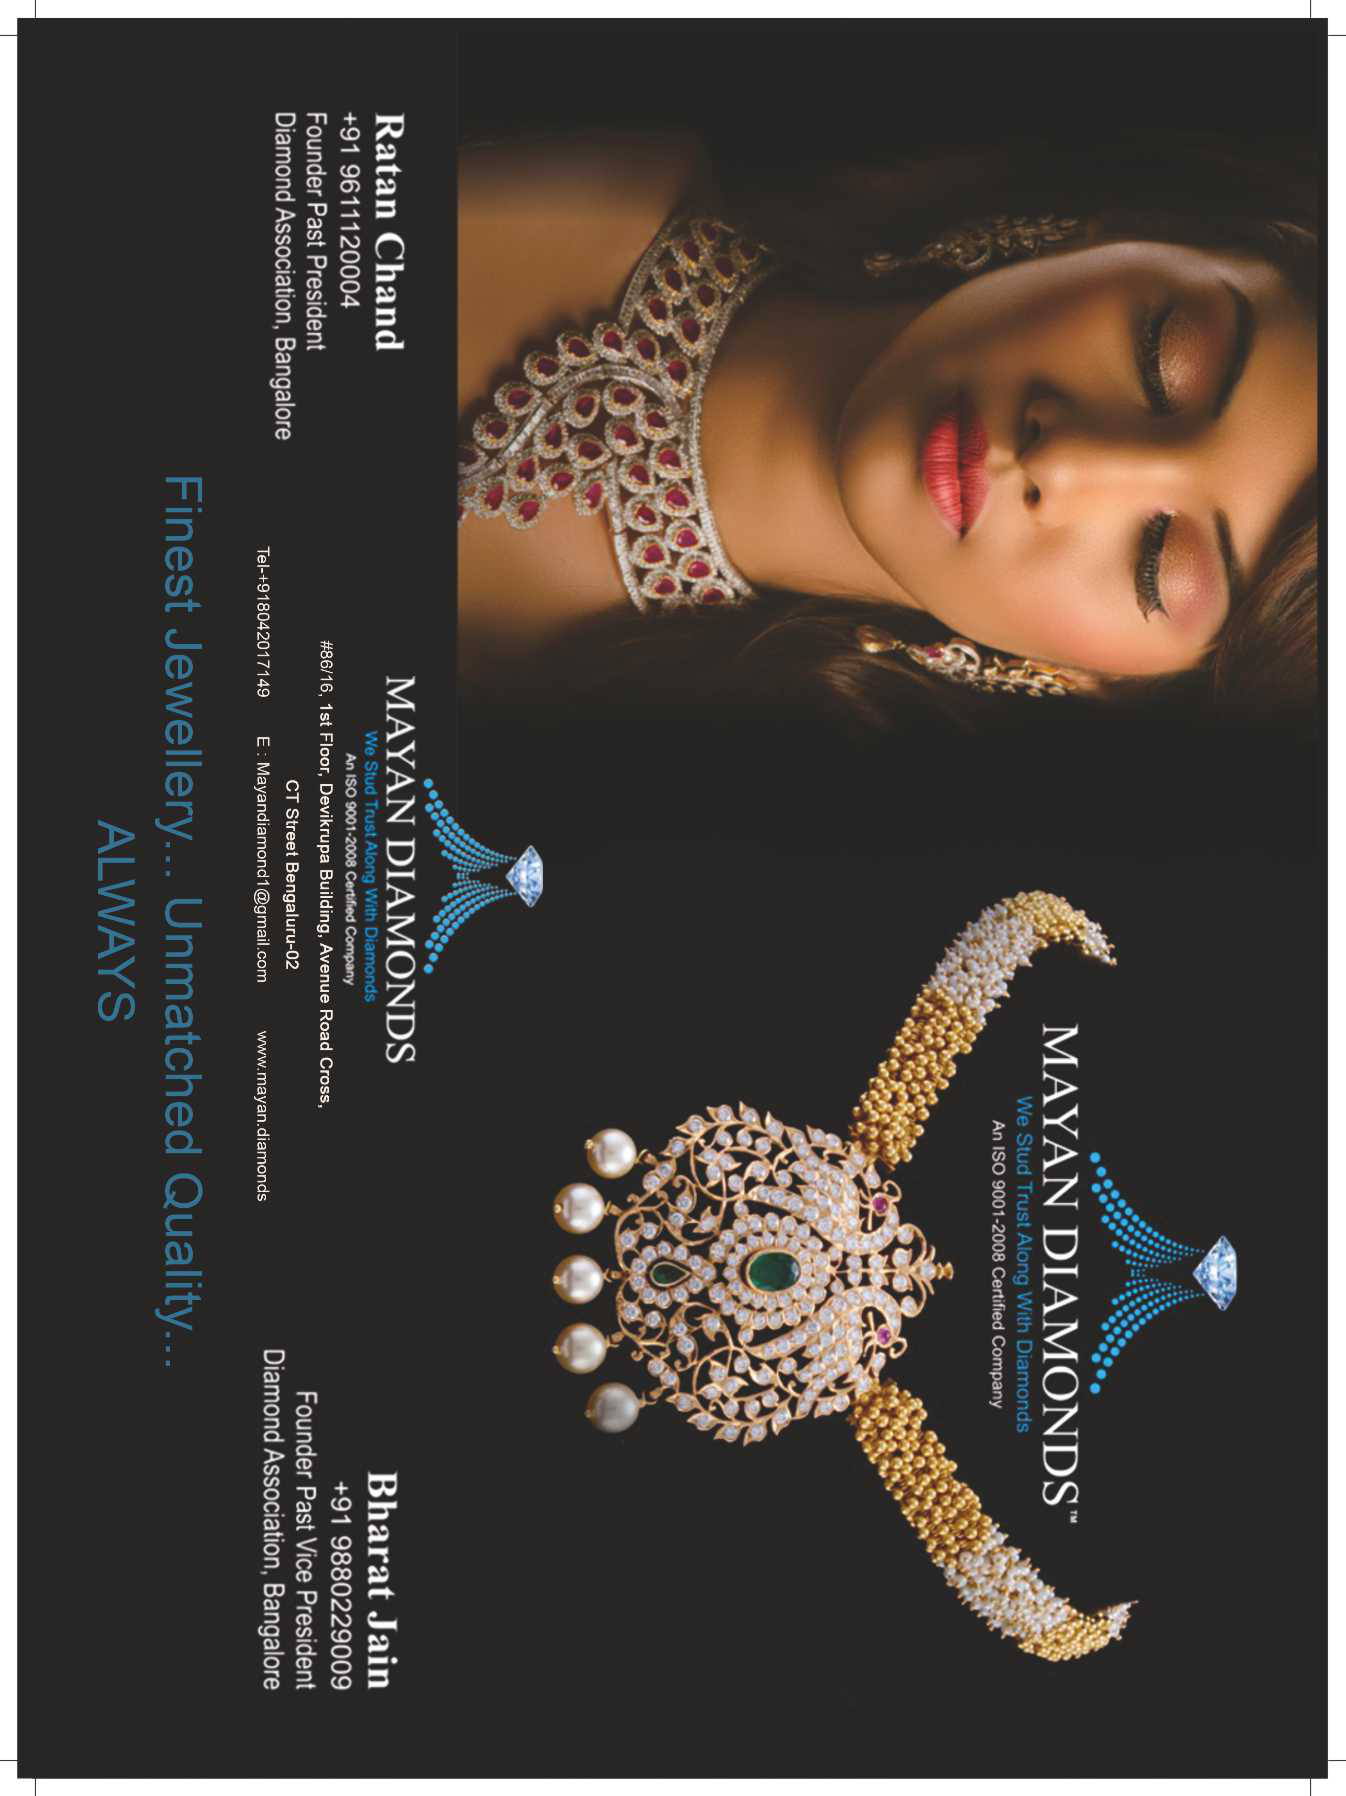 MAYAN DIAMONDS™
We Stud Trust Along With Diamonds
An ISO 9001-2008 Certified Company
Ratan Chand
+91 9611120004
Founder Past President
Diamond Association, Bangalore
MAYAN DIAMONDS
We Stud Trust Along With Diamonds
An ISO 9001-2008 Certified Company
#86/16, 1st Floor, Devikrupa Building, Avenue Road Cross,
CT Street Bengaluru-02
Tel-+918042017149 E : Mayandiamond1@gmail.com www.mayan.diamonds
Bharat Jain
+91 9880229009
Founder Past Vice President
Diamond Association, Bangalore
Finest Jewellery... Unmatched Quality...
ALWAYS